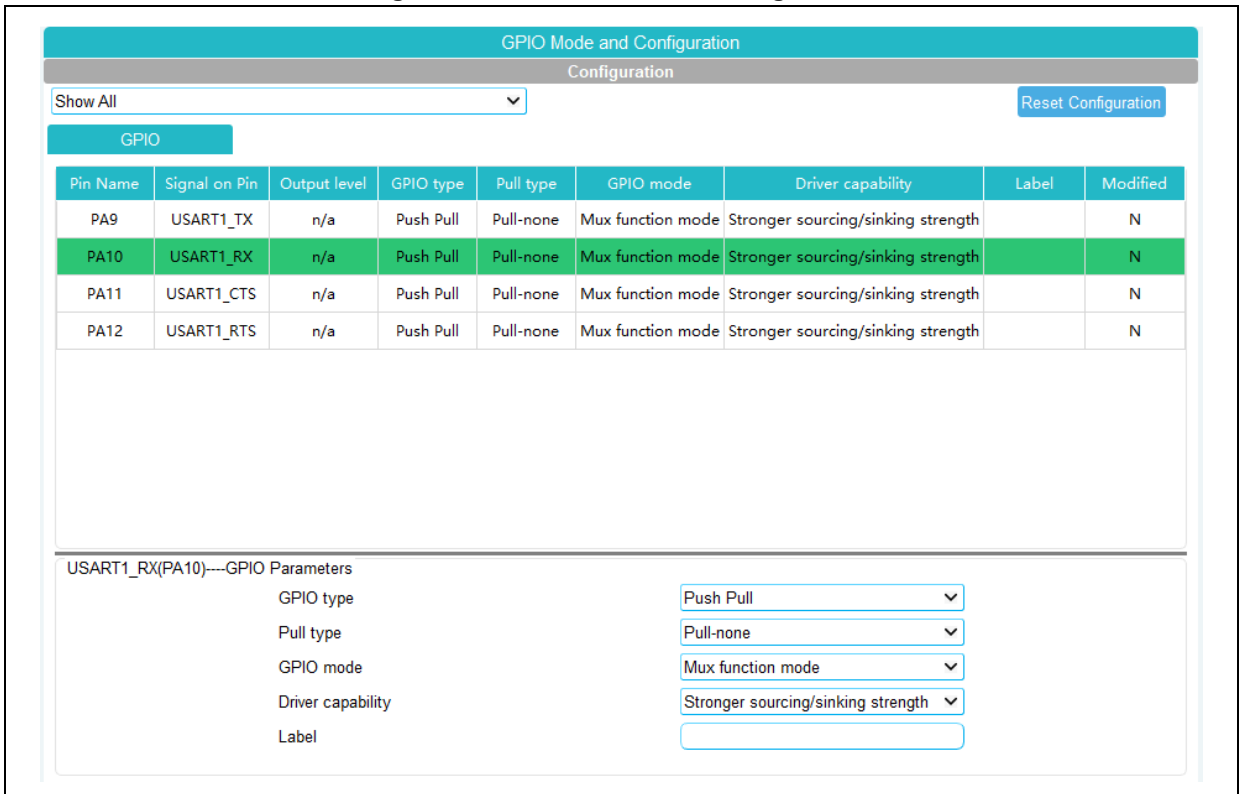 GPIO Mode and Configuration
Configuration
Show All Reset Configuration
GPIO
Pin Name Signal on Pin Output level GPIO type Pull type GPIO mode Driver capability Label Modified
PA9 USART1_TX n/a Push Pull Pull-none Mux function mode Stronger sourcing/sinking strength N
PA10 USART1_RX n/a Push Pull Pull-none Mux function mode Stronger sourcing/sinking strength N
PA11 USART1_CTS n/a Push Pull Pull-none Mux function mode Stronger sourcing/sinking strength N
PA12 USART1_RTS n/a Push Pull Pull-none Mux function mode Stronger sourcing/sinking strength N
USART1_RX(PA10)----GPIO Parameters
GPIO type Push Pull
Pull type Pull-none
GPIO mode Mux function mode
Driver capability Stronger sourcing/sinking strength
Label